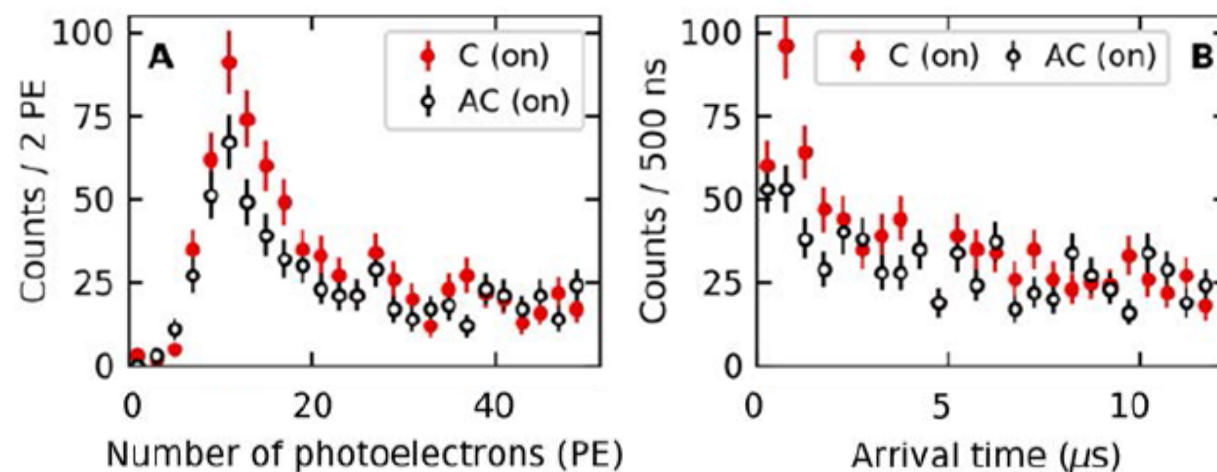 A
C (on)
AC (on)
Counts / 2 PE
100
75
50
25
0
0 20 40
Number of photoelectrons (PE)
C (on) AC (on)
B
Counts / 500 ns
100
75
50
25
0
0 5 10
Arrival time (μs)